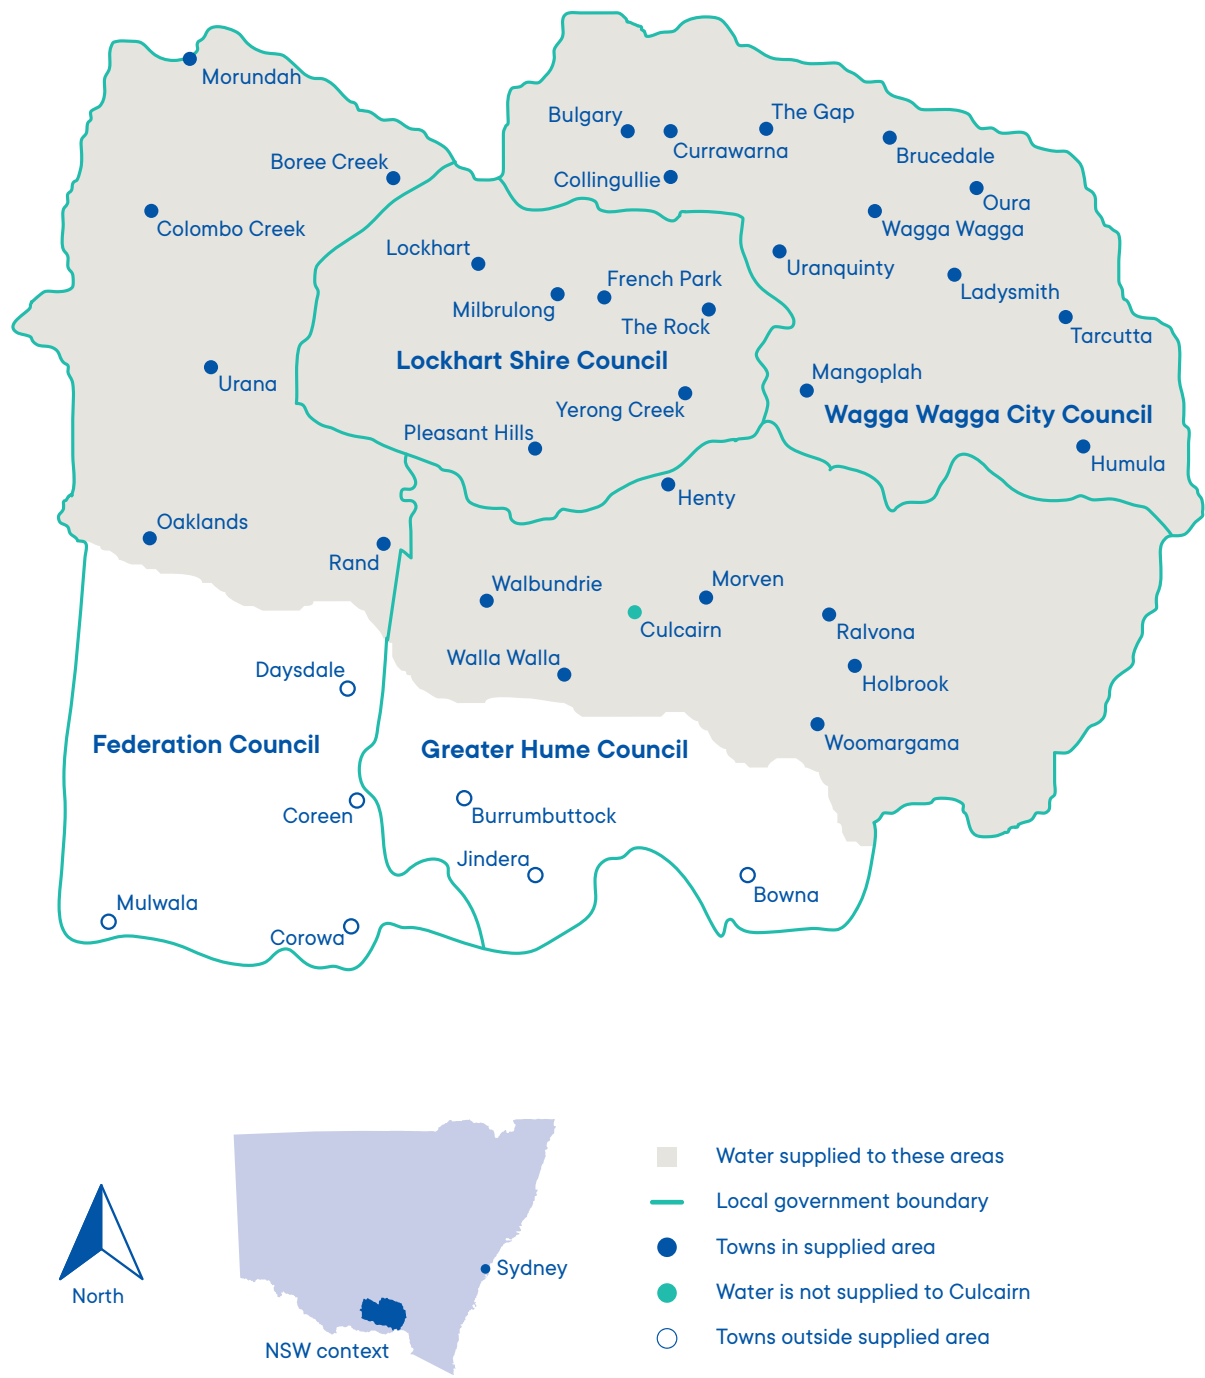 Morundah
The Gap
Bulgary
Currawarna
Brucedale
Boree Creek
Collingullie
Oura
Colombo Creek
Wagga Wagga
Lockhart
Uranquinty
French Park
Ladysmith
Milbrulong
The Rock
Tarcutta
Lockhart Shire Council
Mangoplah
Urana
Yerong Creek
Wagga Wagga City Council
Pleasant Hills
Humula
Henty
Oaklands
Rand
Walbundrie
Morven
Culcairn
Ralvona
Walla Walla
Daysdale
Holbrook
Federation Council
Greater Hume Council
Woomargama
Coreen
Burrumbuttock
Jindera
Bowna
Mulwala
Corowa
Water supplied to these areas
Local government boundary
Towns in supplied area
Sydney
Water is not supplied to Culcairn
North
Towns outside supplied area
NSW context